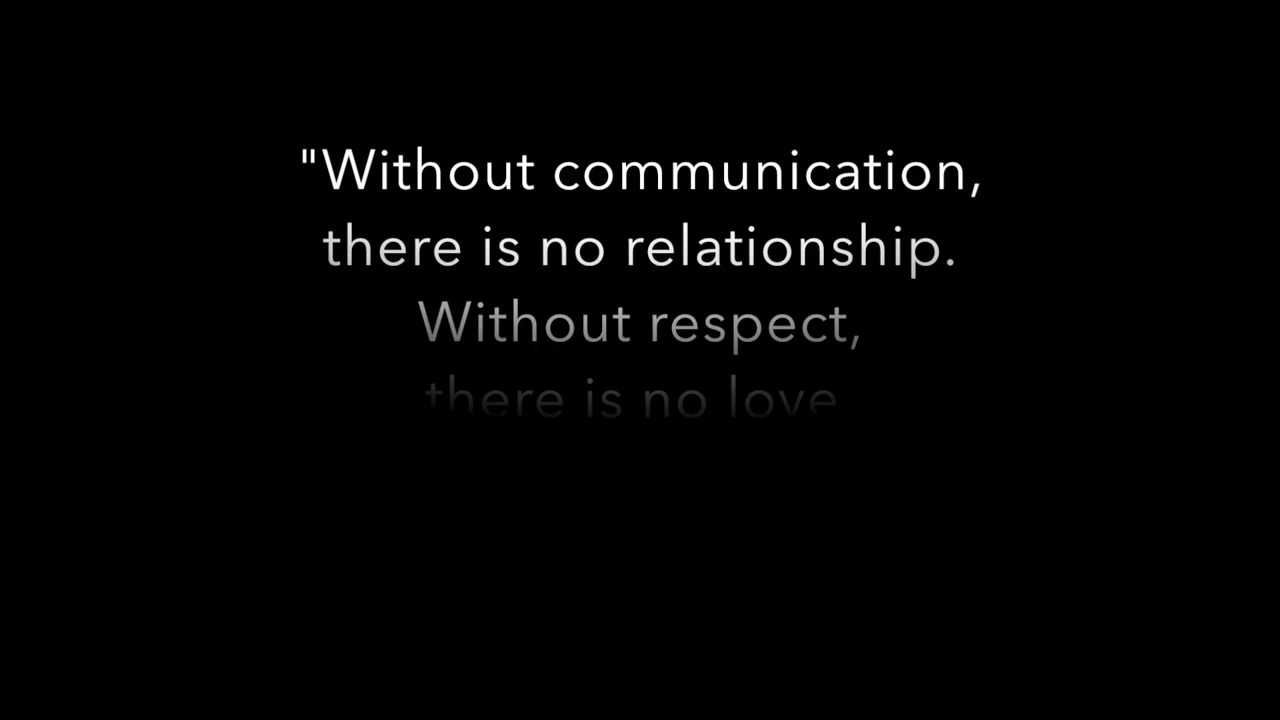 "Without communication,
there is no relationship.
Without respect,
there is no love